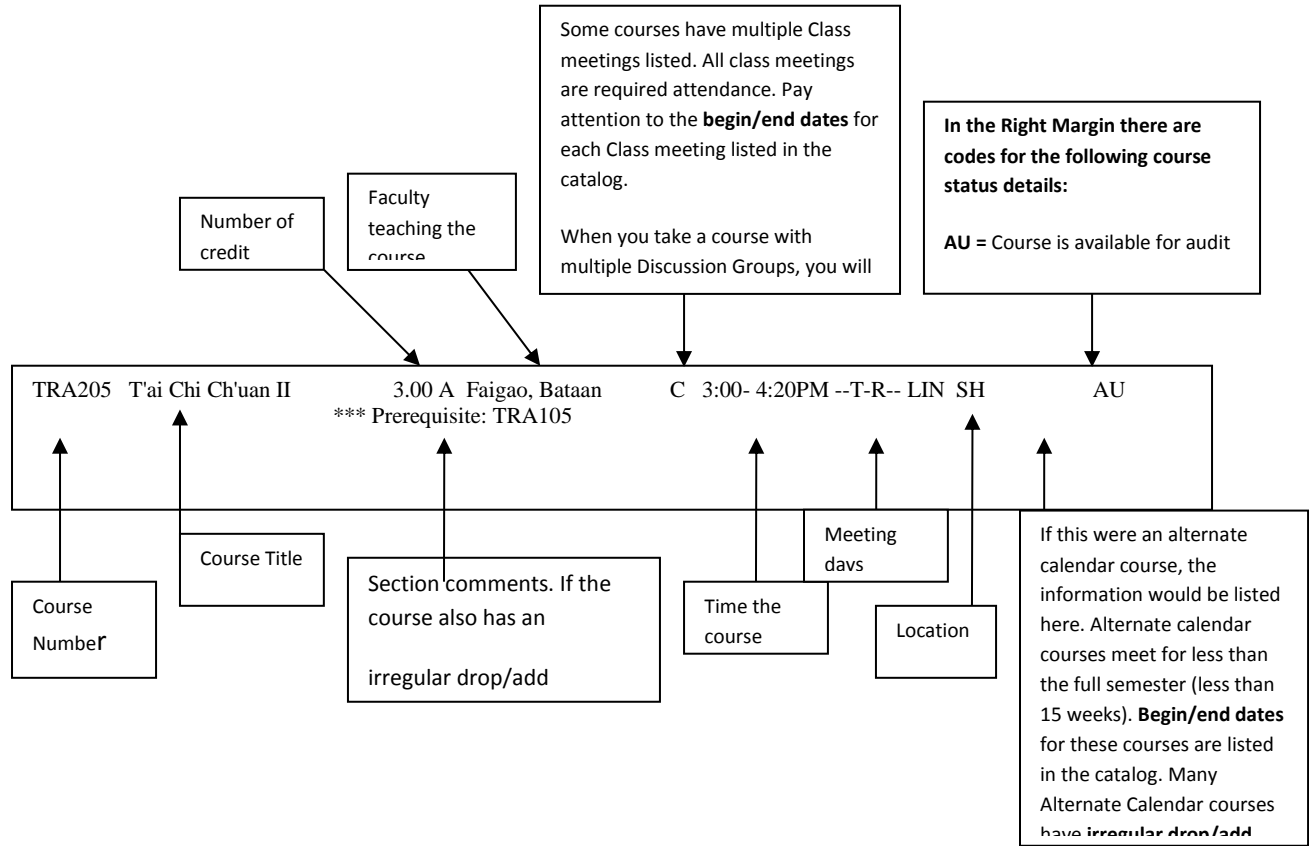 Some courses have multiple Class
meetings listed. All class meetings
are required attendance. Pay
attention to the begin/end dates for
each Class meeting listed in the
catalog.
When you take a course with
multiple Discussion Groups, you will
In the Right Margin there are
codes for the following course
status details:
AU = Course is available for audit
Number of
credit
Faculty
teaching the
course
TRA205 T'ai Chi Ch'uan II 3.00 A Faigao, Bataan C 3:00- 4:20PM --T-R-- LIN SH AU
*** Prerequisite: TRA105
Course
Number
Course Title
Section comments. If the
course also has an
irregular drop/add
Time the
course
Meeting
days
Location
If this were an alternate
calendar course, the
information would be listed
here. Alternate calendar
courses meet for less than
the full semester (less than
15 weeks). Begin/end dates
for these courses are listed
in the catalog. Many
Alternate Calendar courses
have irregular drop/add